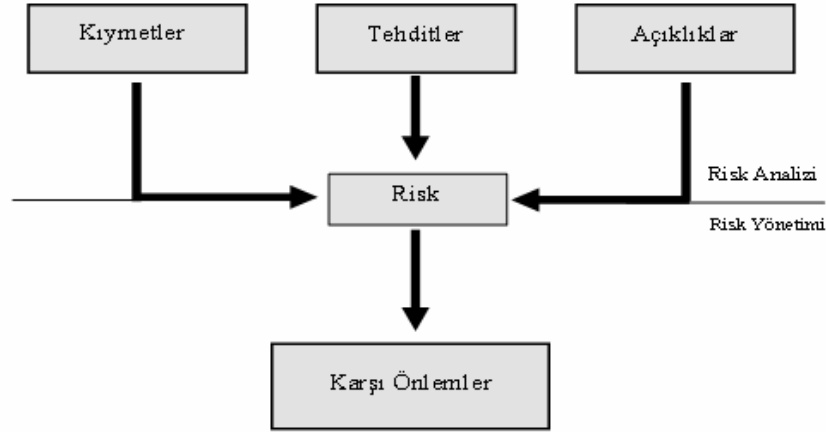 Kıymetler
Tehditler
Açıklıklar
Risk Analizi
Risk
Risk Yönetimi
Karşı Önlemler